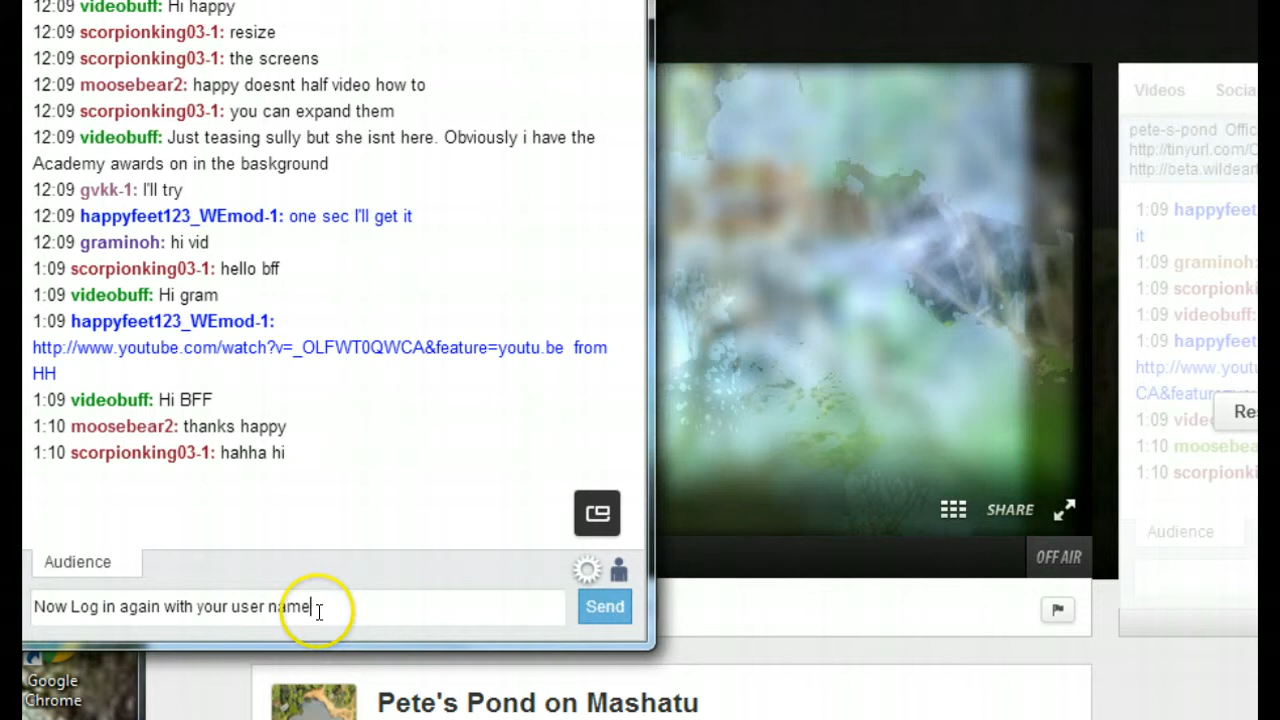 12:09 videobuff: Hi happy
12:09 scorpionking03-1: resize
12:09 scorpionking03-1: the screens
12:09 moosebear2: happy doesnt half video how to
12:09 scorpionking03-1: you can expand them
12:09 videobuff: Just teasing sully but she isnt here. Obviously i have the
Academy awards on in the baskground
12:09 gvkk-1: I'll try
12:09 happyfeet123_WEmod-1: one sec I'll get it
12:09 graminoh: hi vid
1:09 scorpionking03-1: hello bff
1:09 videobuff: Hi gram
1:09 happyfeet123_WEmod-1:
http://www.youtube.com/watch?v=_OLFWT0QWCA&feature=youtu.be from
HH
1:09 videobuff: Hi BFF
1:10 moosebear2: thanks happy
1:10 scorpionking03-1: hahha hi
Audience
Now Log in again with your user name
Send
Google
Chrome
SHARE
OFF AIR
Pete's Pond on Mashatu
Videos Socia
pete-s-pond Offic
http://tinyurl.com/C
http://beta.wildeart
1:09 happyfeet
it
1:09 graminoh:
1:09 scorpionki
1:09 videobuff:
1:09 happyfeet
http://www.youtu
CA&featur
1:09 vide
1:10 moosebea
1:10 scorpionki
Re
Audience